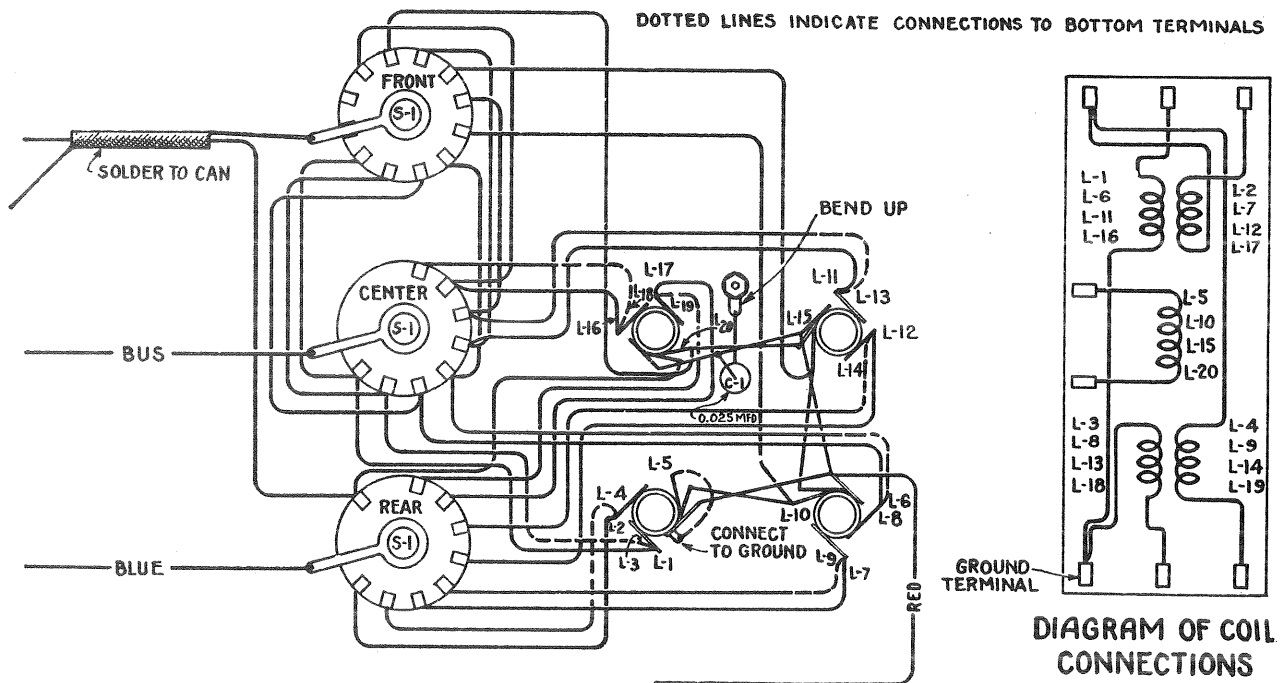 DOTTED LINES INDICATE CONNECTIONS TO BOTTOM TERMINALS
FRONT
S-1
SOLDER TO CAN
CENTER
S-1
BUS
REAR
S-1
BLUE
BEND UP
L-17
L-18
L-19
L-16
L-20
L-11
L-13
L-15
L-12
L-14
C-1
0.025 MFD
L-5
L-4
L-2
L-3
L-1
CONNECT
TO GROUND
L-10
L-6
L-8
L-9
L-7
RED
L-1
L-6
L-11
L-16
L-2
L-7
L-12
L-17
L-5
L-10
L-15
L-20
L-3
L-8
L-13
L-18
L-4
L-9
L-14
L-19
GROUND
TERMINAL
DIAGRAM OF COIL
CONNECTIONS